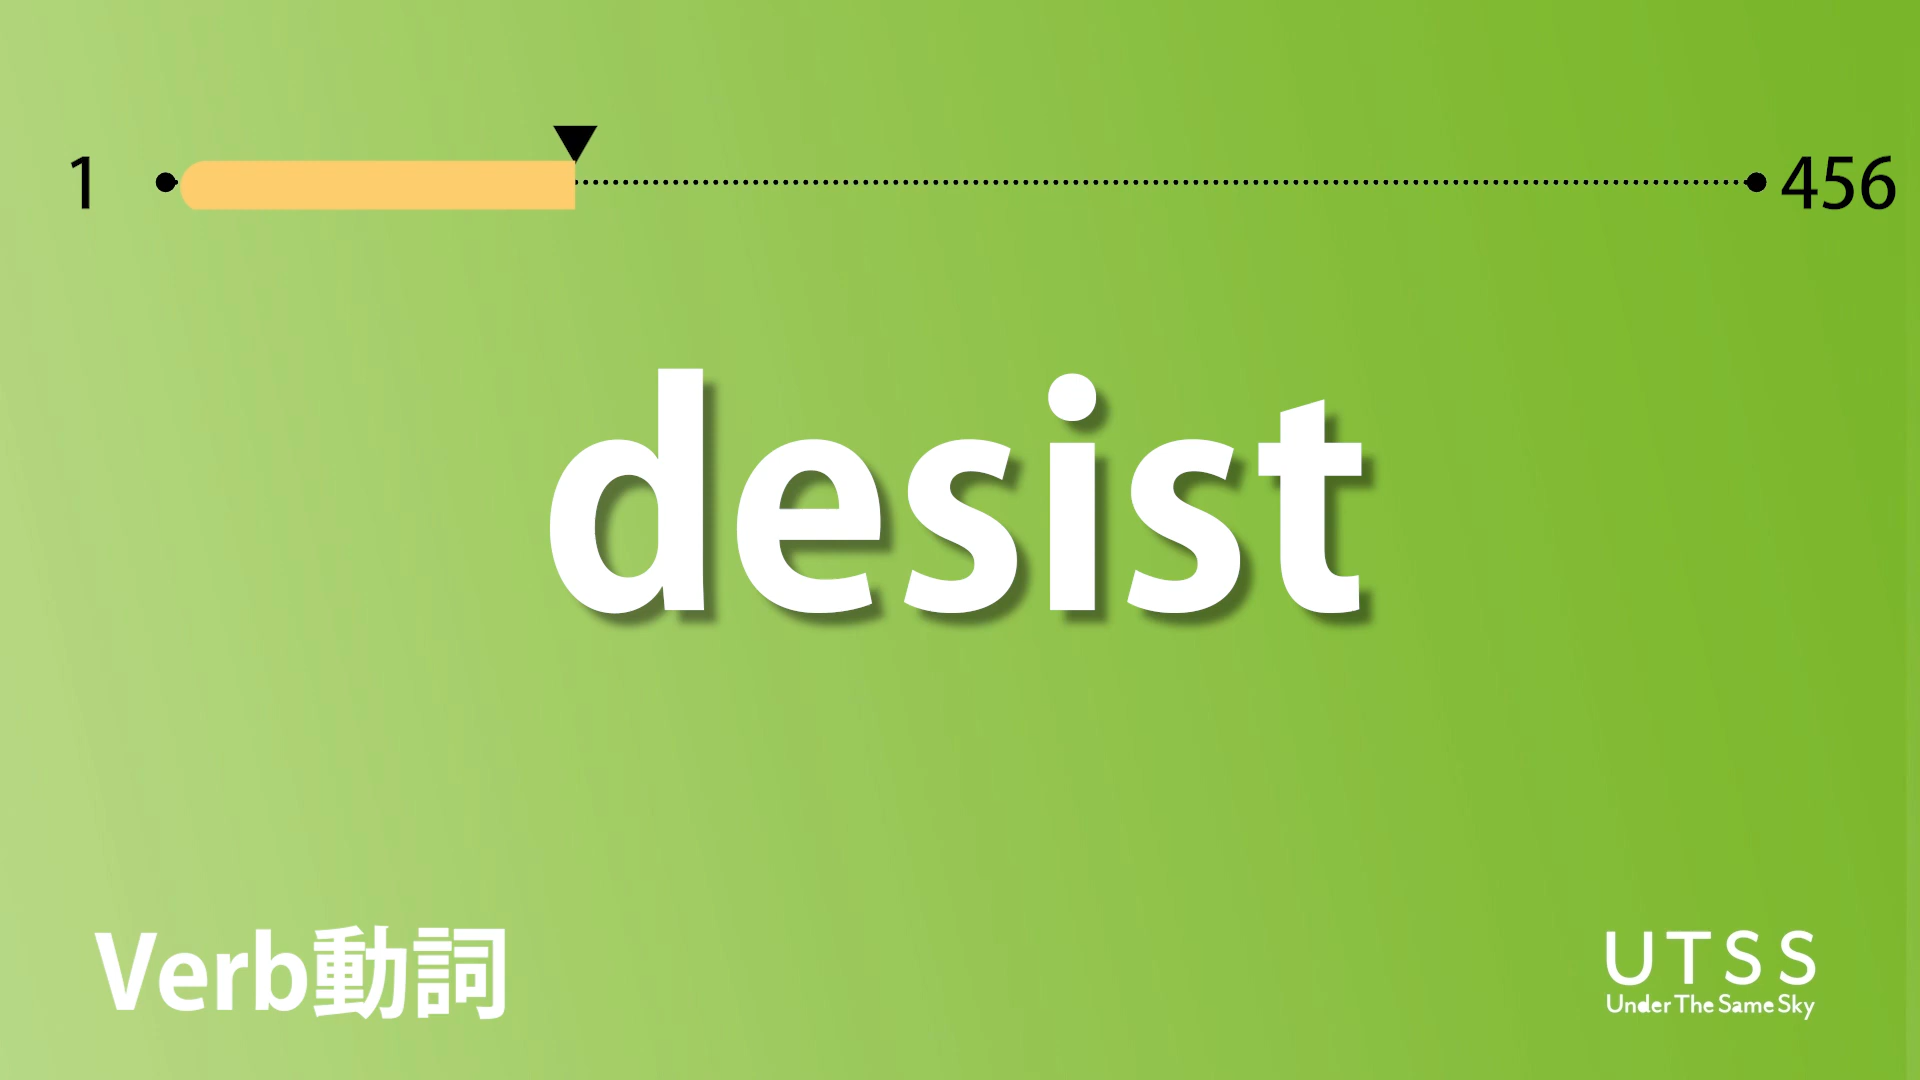 1
456
desist
Verb動詞
UTSS
Under The Same Sky